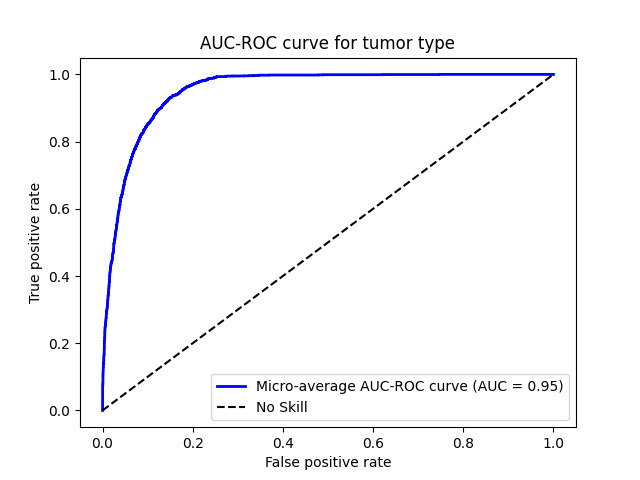 AUC-ROC curve for tumor type
True positive rate
1.0
0.8
0.6
0.4
0.2
0.0
Micro-average AUC-ROC curve (AUC = 0.95)
No Skill
0.0 0.2 0.4 0.6 0.8 1.0
False positive rate